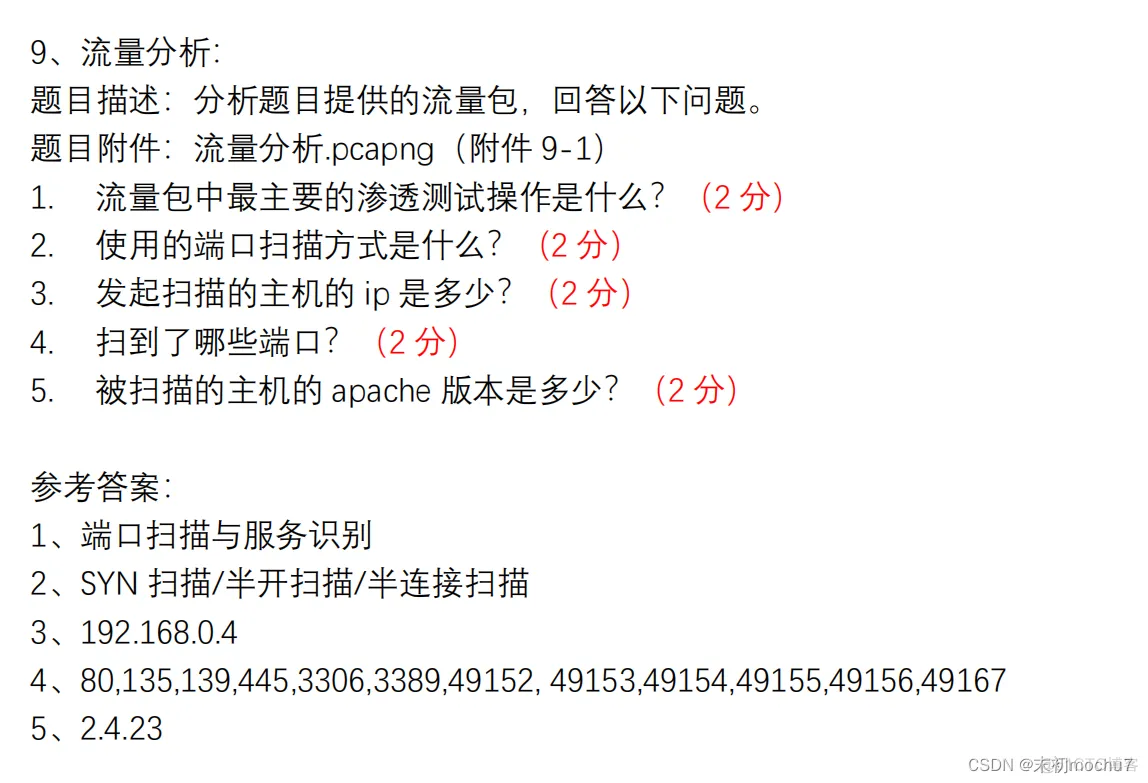 9、流量分析：
题目描述：分析题目提供的流量包，回答以下问题。
题目附件：流量分析.pcapng（附件 9-1）
1. 流量包中最主要的渗透测试操作是什么？（2 分）
2. 使用的端口扫描方式是什么？（2 分）
3. 发起扫描的主机的 ip 是多少？（2 分）
4. 扫到了哪些端口？（2 分）
5. 被扫描的主机的 apache 版本是多少？（2 分）
参考答案：
1、端口扫描与服务识别
2、SYN 扫描/半开扫描/半连接扫描
3、192.168.0.4
4、80,135,139,445,3306,3389,49152, 49153,49154,49155,49156,49167
5、2.4.23
CSDN @末初mochu7